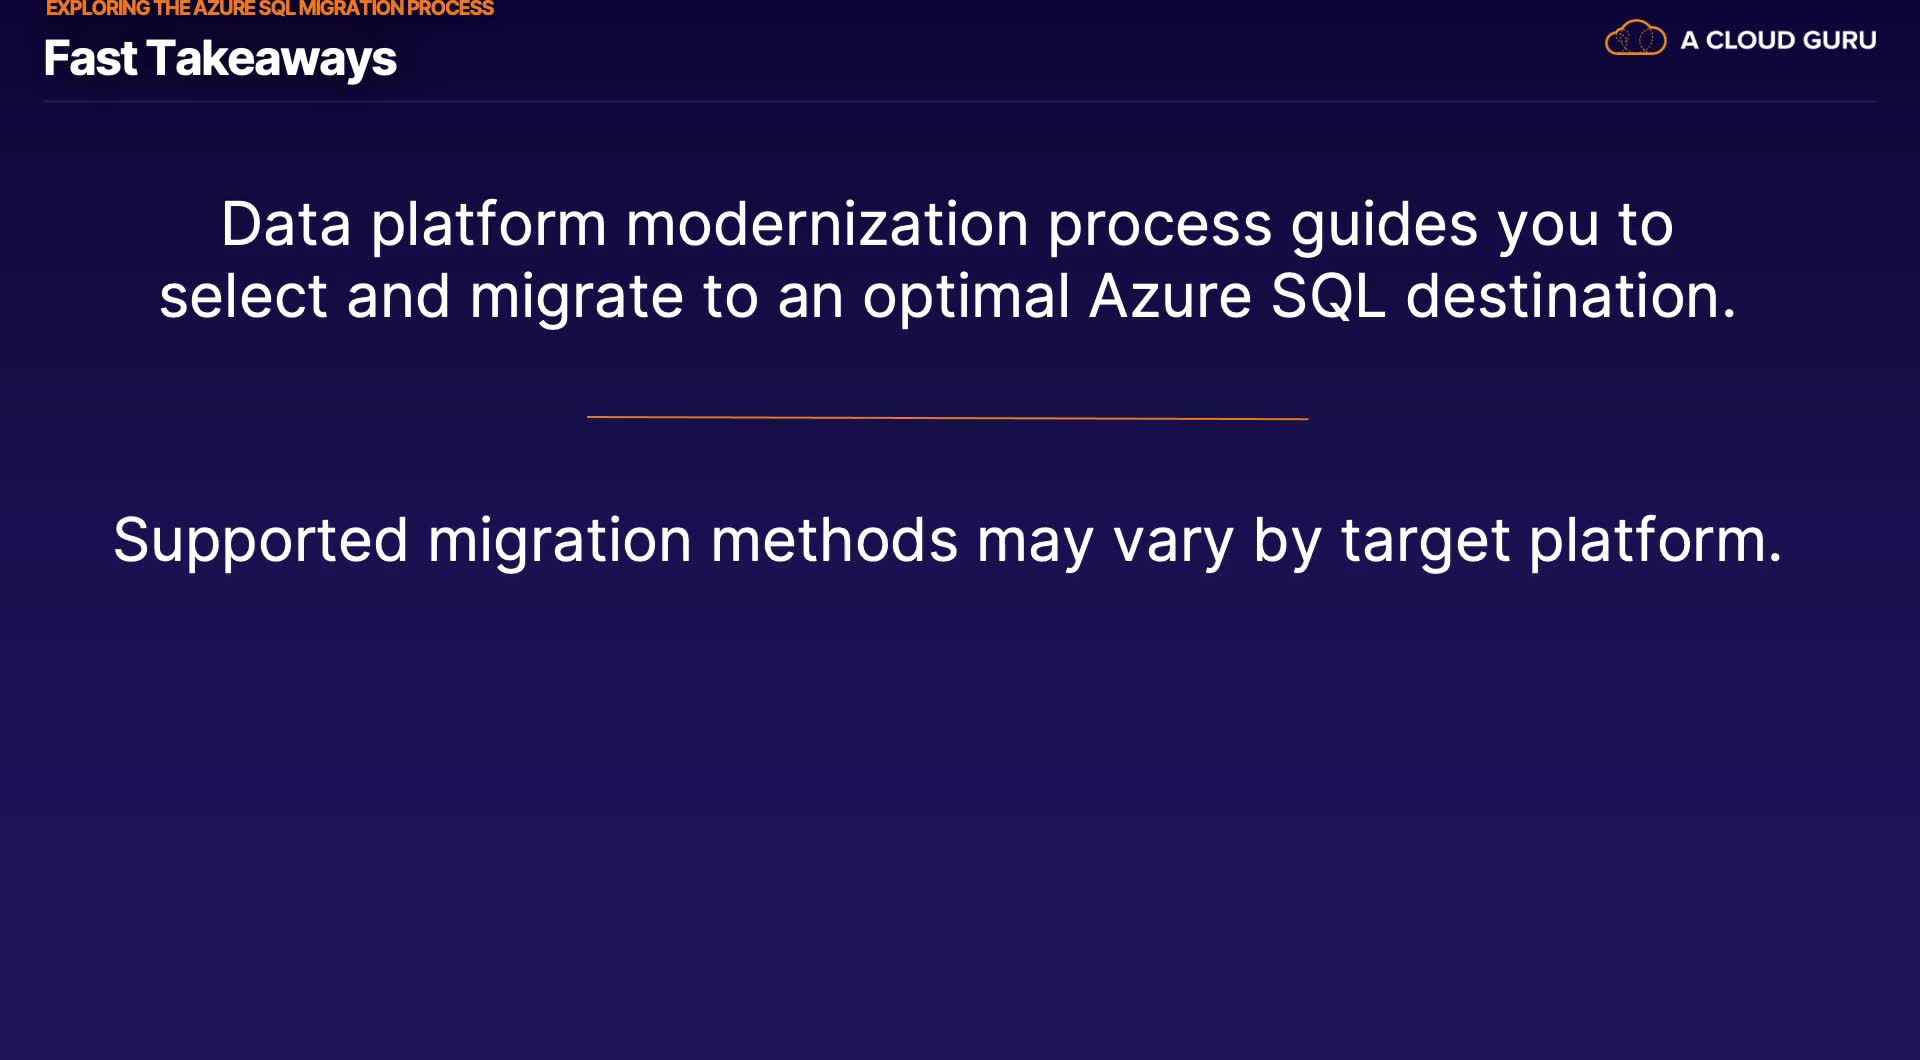 EXPLORING THE AZURE SQL MIGRATION PROCESS
Fast Takeaways
A CLOUD GURU
Data platform modernization process guides you to
select and migrate to an optimal Azure SQL destination.
Supported migration methods may vary by target platform.